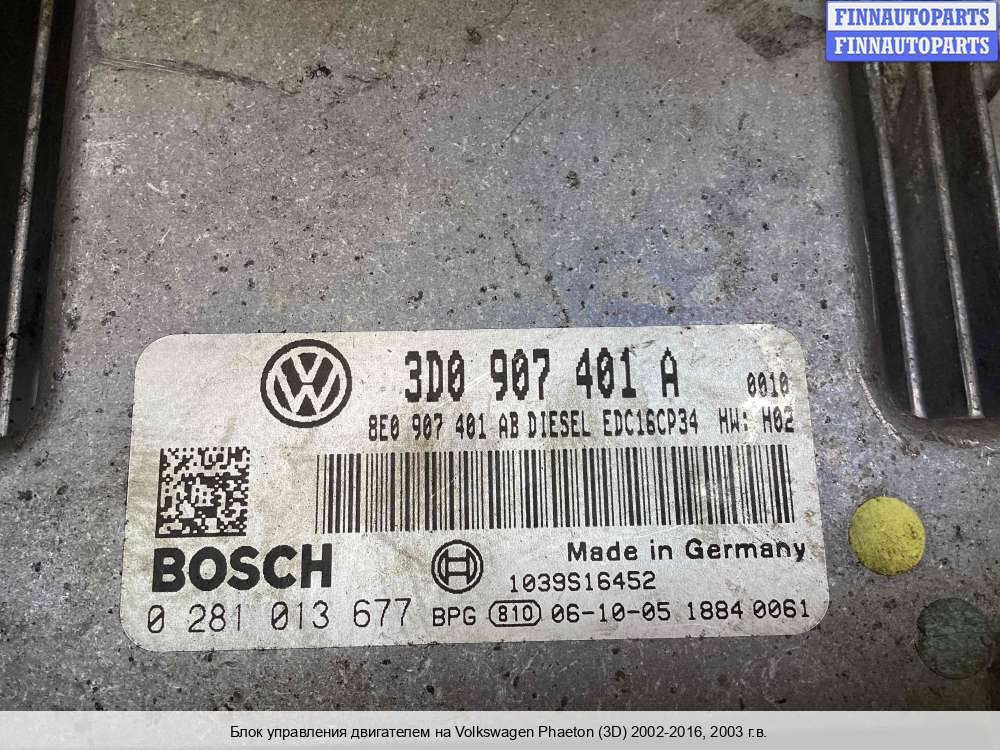 FINNAUTOPARTS
FINNAUTOPARTS
3D0 907 401 A 0010
8E0 907 401 AB DIESEL EDC16CP34 HW: H02
BOSCH
Made in Germany
1039S16452
0 281 013 677 BPG 810 06-10-05 1884 0061
Блок управления двигателем на Volkswagen Phaeton (3D) 2002-2016, 2003 г.в.